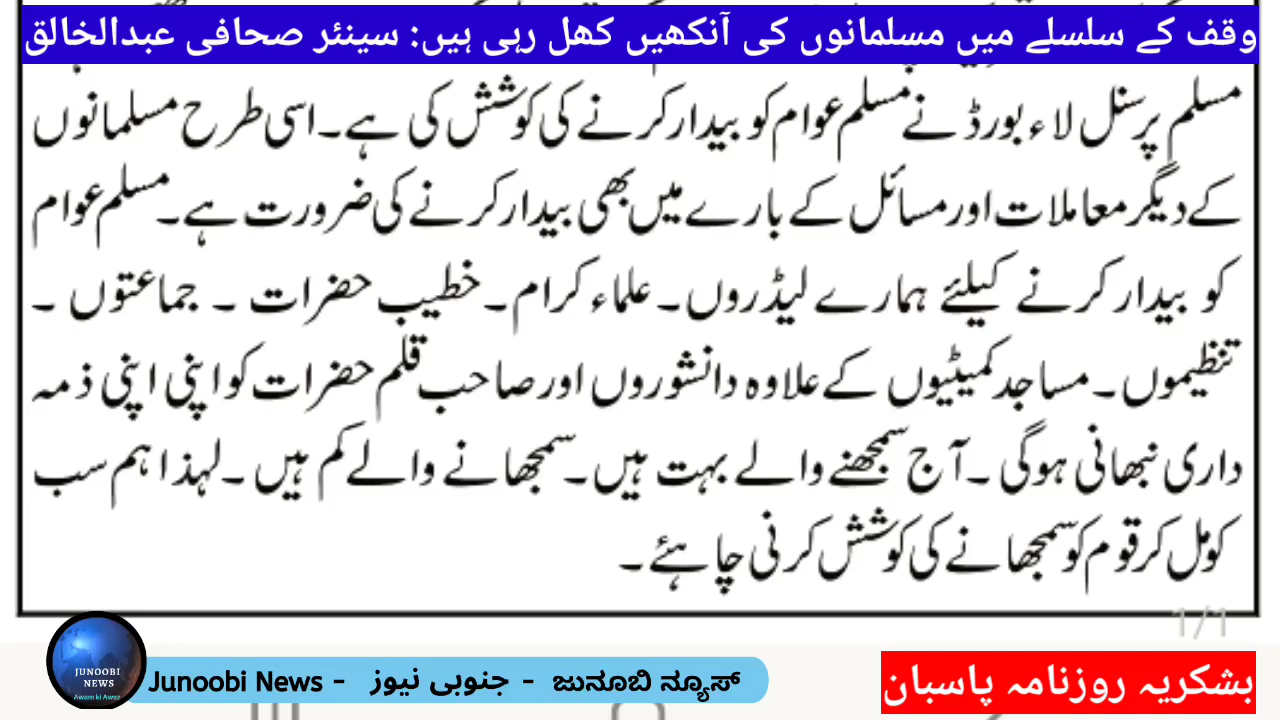 وقف کے سلسلے میں مسلمانوں کی آنکھیں کھل رہی ہیں: سینئر صحافی عبدالخالق
مسلم پرسنل لاء بورڈ نے مسلم عوام کو بیدار کرنے کی کوشش کی ہے۔ اسی طرح مسلمانوں
کے دیگر معاملات اور مسائل کے بارے میں بھی بیدار کرنے کی ضرورت ہے۔ مسلم عوام
کو بیدار کرنے کیلئے ہمارے لیڈروں۔ علماء کرام۔ خطیب حضرات ۔ جماعتوں ۔
تنظیموں۔ مساجد کمیٹیوں کے علاوہ دانشوروں اور صاحب قلم حضرات کو اپنی اپنی ذمہ
داری نبھانی ہوگی ۔ آج سمجھنے والے بہت ہیں۔ سمجھانے والے کم ہیں ۔ لہذا ہم سب
کو مل کر قوم کو سمجھانے کی کوشش کرنی چاہئے ۔
1/1
JUNOOBI
NEWS
Awam ki Awaz
Junoobi News - جنوبی نیوز - ಜುನೂಬಿ ನ್ಯೂಸ್
بشکریہ روزنامہ پاسبان